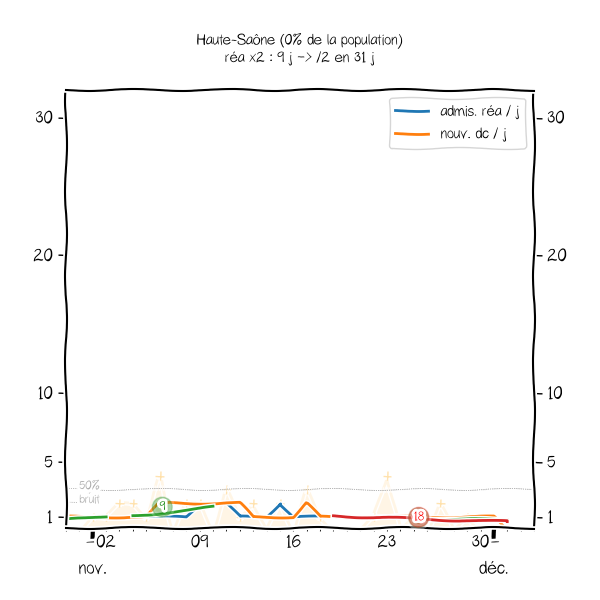 Haute-Saône (0% de la population)
réa x2 : 9 j -> /2 en 31 j
admis. réa / j
nouv. dc / j
30
30
20
20
10
10
5
5
50%
bruit
9
18
1
1
02
09
16
23
30
nov.
déc.